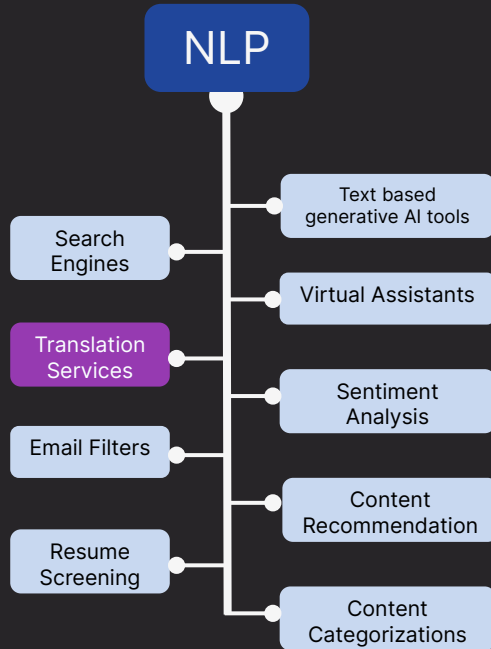 NLP
Text based
generative AI tools
Search
Engines
Virtual Assistants
Translation
Services
Sentiment
Analysis
Email Filters
Content
Recommendation
Resume
Screening
Content
Categorizations